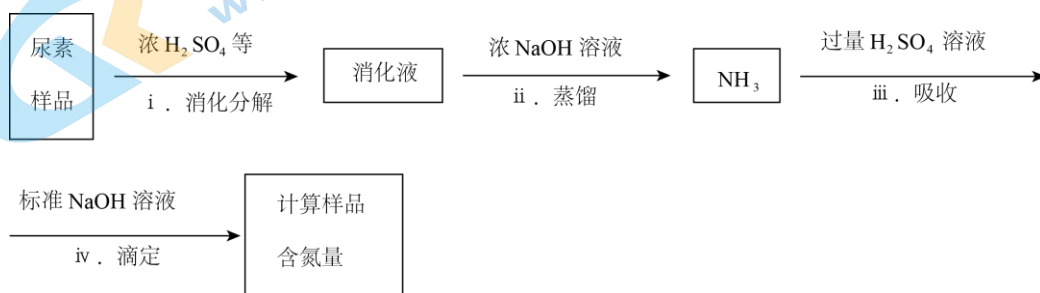 尿素
样品
浓 H₂SO₄ 等
ⅰ．消化分解
消化液
浓 NaOH 溶液
ⅱ．蒸馏
NH₃
过量 H₂SO₄ 溶液
ⅲ．吸收
标准 NaOH 溶液
ⅳ．滴定
计算样品
含氮量